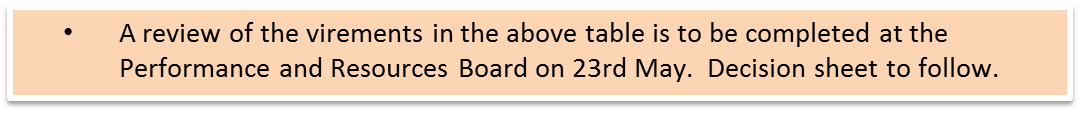 • A review of the virements in the above table is to be completed at the
Performance and Resources Board on 23rd May.  Decision sheet to follow.